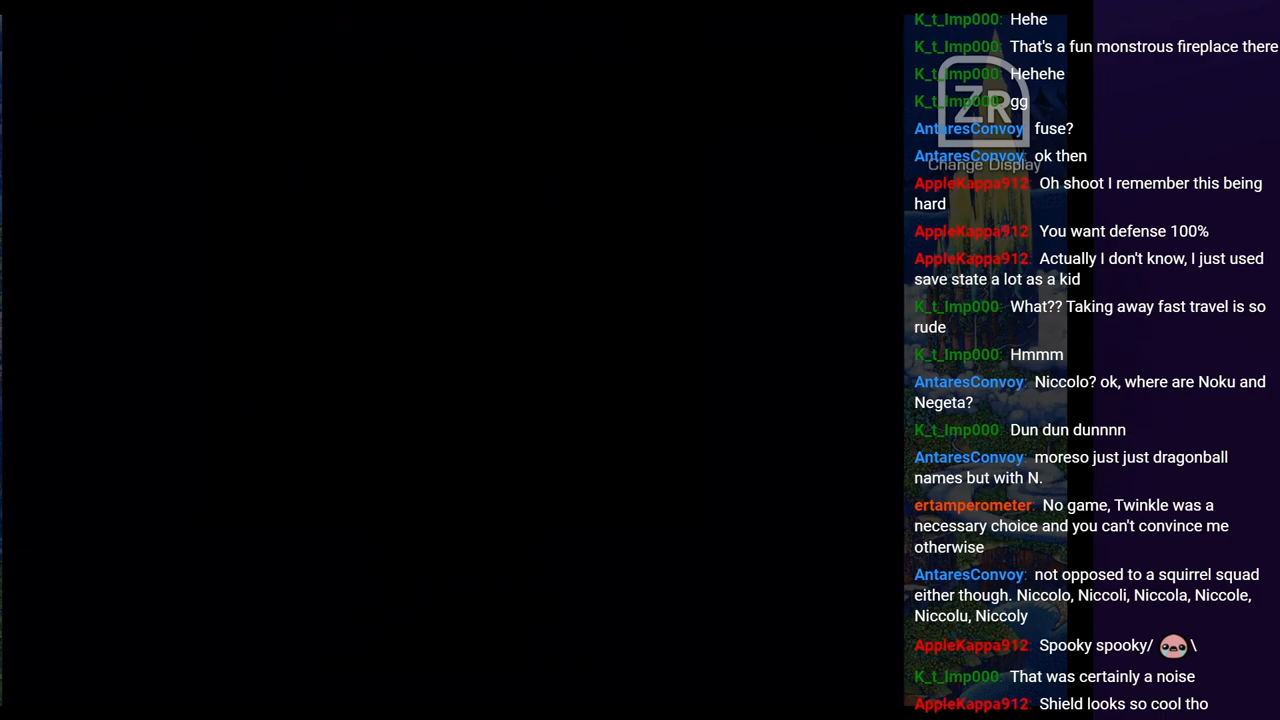 K_t_Imp000: Hehe
K_t_Imp000: That's a fun monstrous fireplace there
K_t_Imp000: Hehehe
K_t_Imp000: gg
AntaresConvoy: fuse?
AntaresConvoy: ok then
AppleKappa912: Oh shoot I remember this being
hard
AppleKappa912: You want defense 100%
AppleKappa912: Actually I don't know, I just used
save state a lot as a kid
K_t_Imp000: What?? Taking away fast travel is so
rude
K_t_Imp000: Hmmm
AntaresConvoy: Niccolo? ok, where are Noku and
Negeta?
K_t_Imp000: Dun dun dunnnn
AntaresConvoy: moreso just just dragonball
names but with N.
ertamperometer: No game, Twinkle was a
necessary choice and you can't convince me
otherwise
AntaresConvoy: not opposed to a squirrel squad
either though. Niccolo, Niccoli, Niccola, Niccole,
Niccolu, Niccoly
AppleKappa912: Spooky spooky/ \
K_t_Imp000: That was certainly a noise
AppleKappa912: Shield looks so cool tho
ZR
Change Display